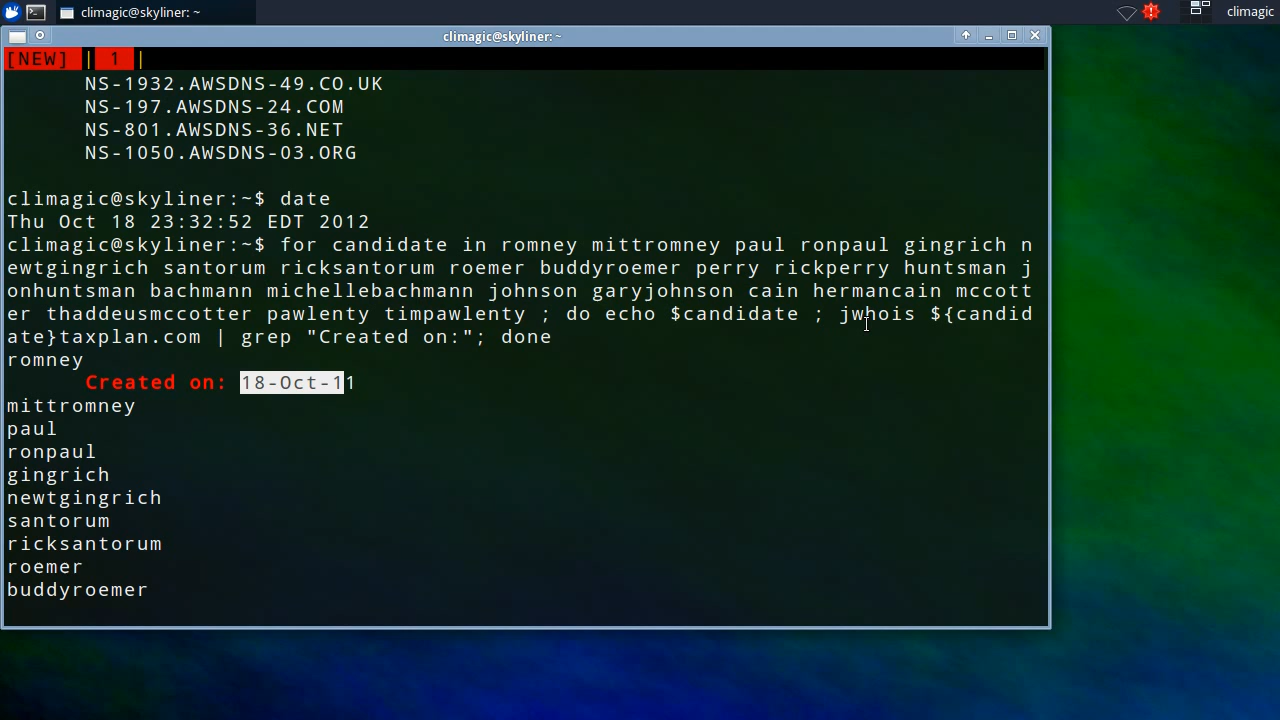 climagic@skyliner: ~
climagic
climagic@skyliner: ~
[NEW] | 1 |
NS-1932.AWSDNS-49.CO.UK
NS-197.AWSDNS-24.COM
NS-801.AWSDNS-36.NET
NS-1050.AWSDNS-03.ORG
climagic@skyliner:~$ date
Thu Oct 18 23:32:52 EDT 2012
climagic@skyliner:~$ for candidate in romney mittromney paul ronpaul gingrich n
ewtgingrich santorum ricksantorum roemer buddyroemer perry rickperry huntsman j
onhuntsman bachmann michellebachmann johnson garyjohnson cain hermancain mccott
er thaddeusmccotter pawlenty timpawlenty ; do echo $candidate ; jwhois ${candid
ate}taxplan.com | grep "Created on:"; done
romney
Created on: 18-Oct-11
mittromney
paul
ronpaul
gingrich
newtgingrich
santorum
ricksantorum
roemer
buddyroemer